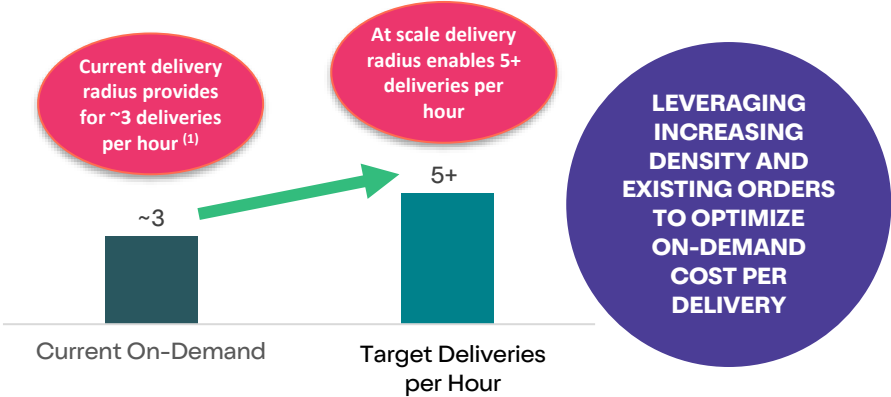 Current delivery
radius provides
for ~3 deliveries
per hour (1)
At scale delivery
radius enables 5+
deliveries per
hour
LEVERAGING
INCREASING
DENSITY AND
EXISTING ORDERS
TO OPTIMIZE
ON-DEMAND
COST PER
DELIVERY
~3
5+
Current On-Demand
Target Deliveries
per Hour